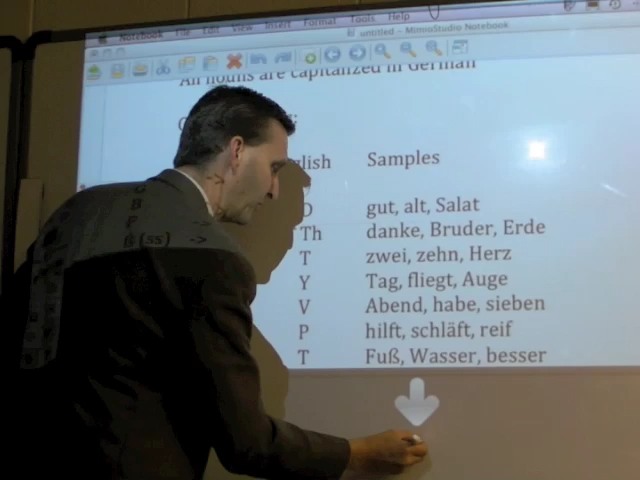 Notebook File Edit View Insert Format Tools Help
untitled - MimioStudio Notebook
All nouns are capitalized in German
glish Samples
D gut, alt, Salat
Th danke, Bruder, Erde
T zwei, zehn, Herz
Y Tag, fliegt, Auge
V Abend, habe, sieben
P hilft, schläft, reif
T Fuß, Wasser, besser
G
B
P
ß (ss) ->